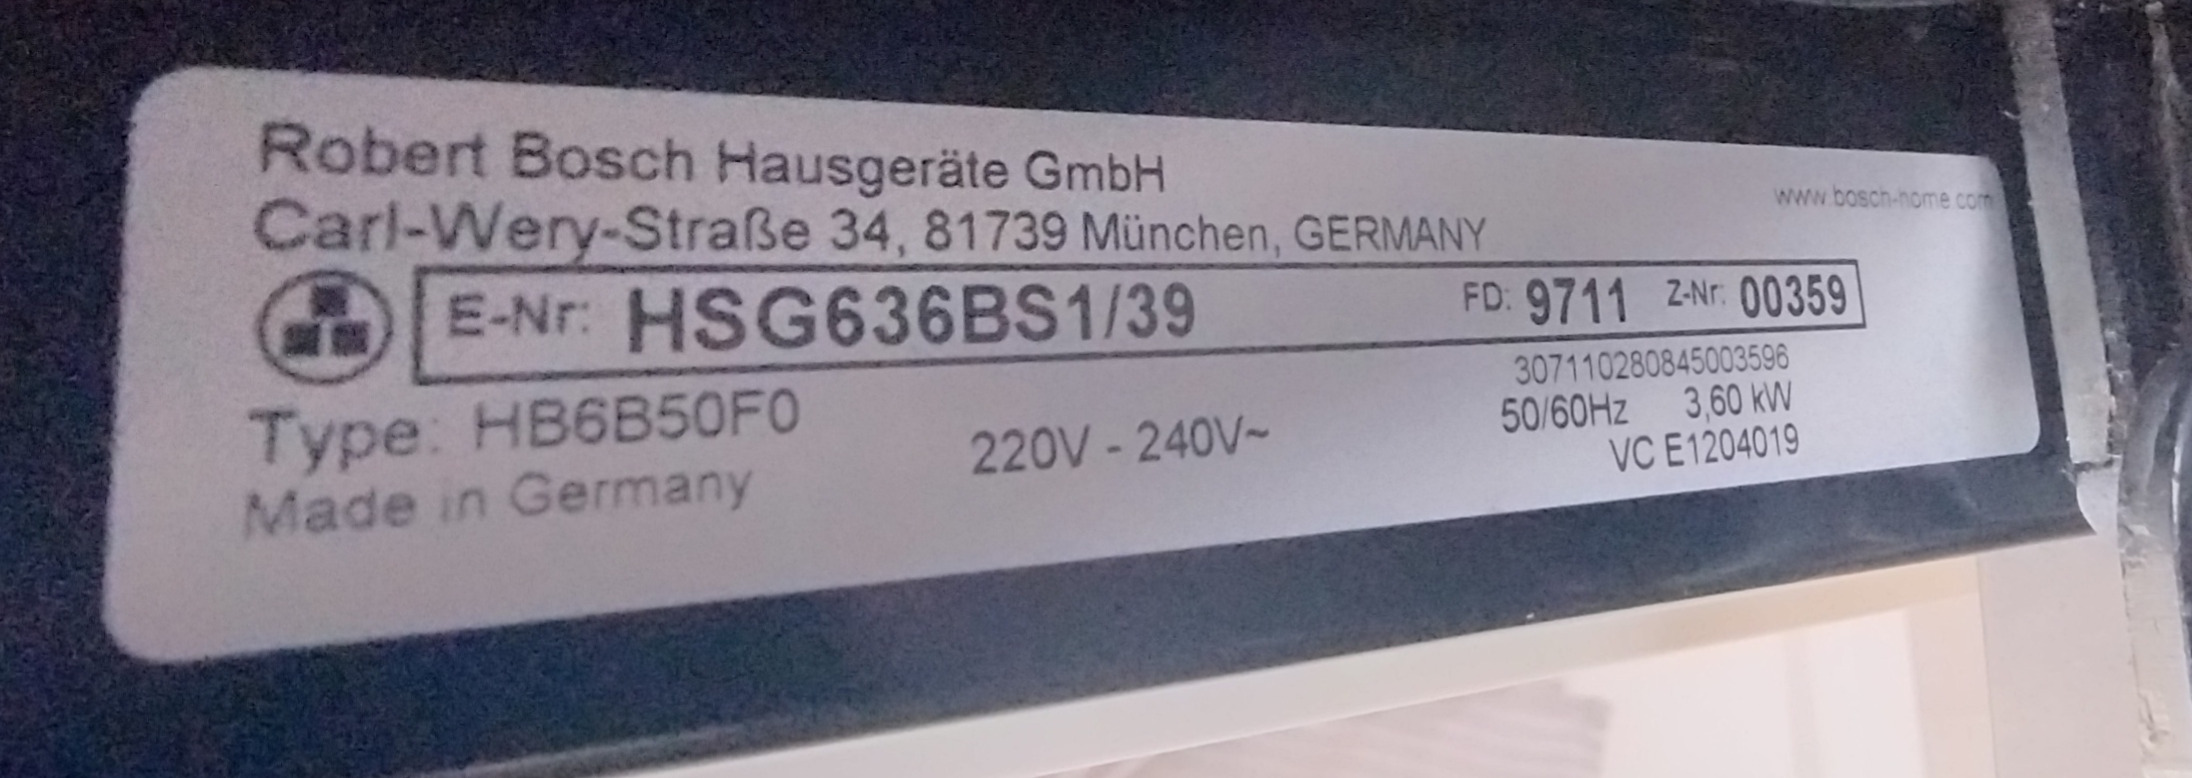 Robert Bosch Hausgeräte GmbH
www.bosch-home.com
Carl-Wery-Straße 34, 81739 München, GERMANY
E-Nr: HSG636BS1/39 FD: 9711 Z-Nr: 00359
307110280845003596
Type: HB6B50F0 220V - 240V~ 50/60Hz 3,60 kW
Made in Germany VC E1204019